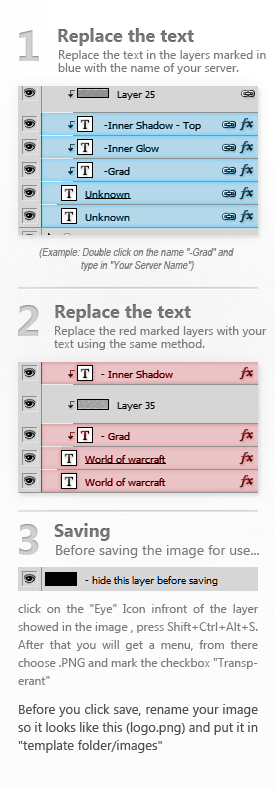 1 Replace the text
Replace the text in the layers marked in
blue with the name of your server.
Layer 25
T -Inner Shadow - Top fx
T -Inner Glow fx
T -Grad fx
T Unknown fx
T Unknown fx
(Example: Double click on the name "-Grad" and
type in "Your Server Name")
2 Replace the text
Replace the red marked layers with your
text using the same method.
T - Inner Shadow fx
Layer 35
T - Grad fx
T World of warcraft fx
T World of warcraft fx
3 Saving
Before saving the image for use...
- hide this layer before saving
click on the "Eye" Icon infront of the layer
showed in the image , press Shift+Ctrl+Alt+S.
After that you will get a menu, from there
choose .PNG and mark the checkbox "Transp-
erant"
Before you click save, rename your image
so it looks like this (logo.png) and put it in
"template folder/images"